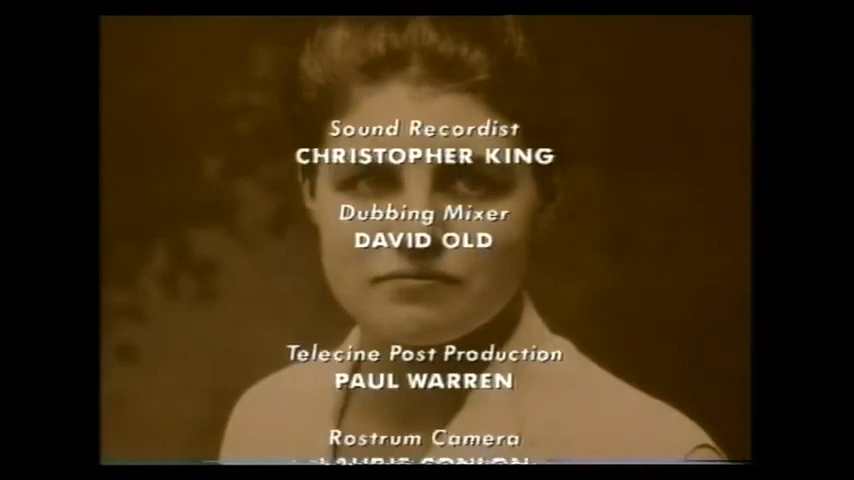 Sound Recordist
CHRISTOPHER KING
Dubbing Mixer
DAVID OLD
Telecine Post Production
PAUL WARREN
Rostrum Camera